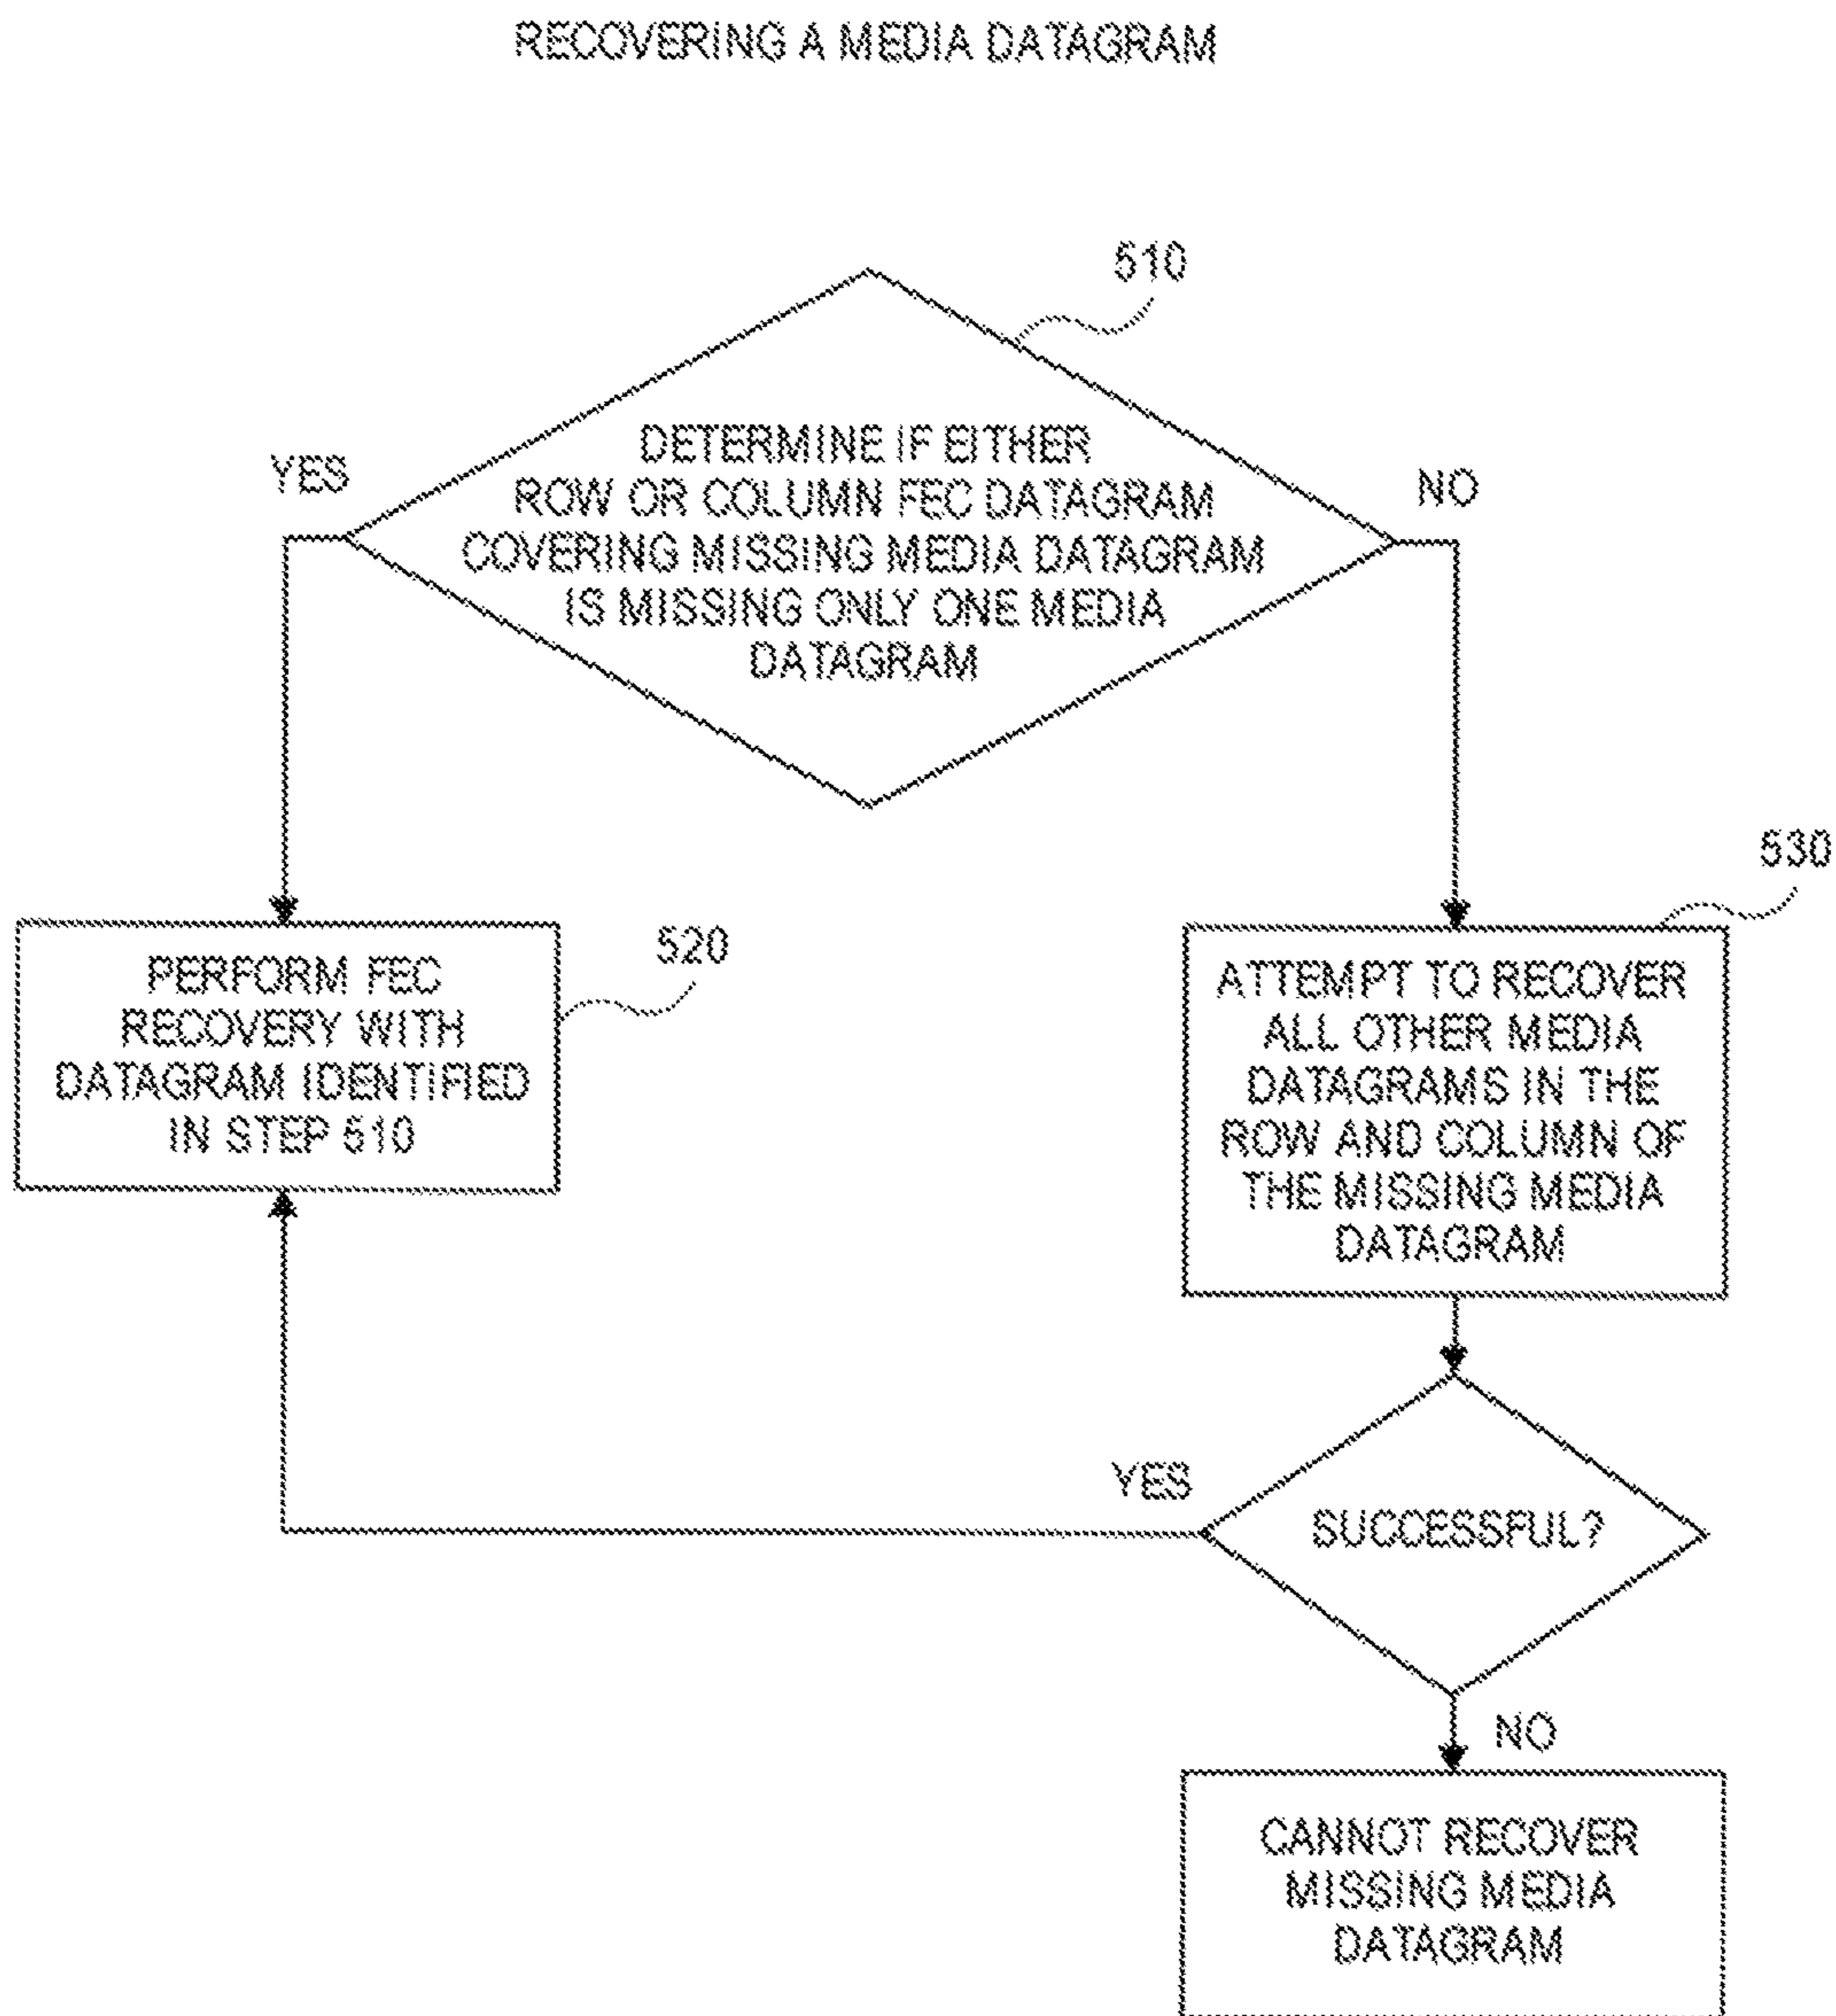 RECOVERING A MEDIA DATAGRAM
510
DETERMINE IF EITHER
ROW OR COLUMN FEC DATAGRAM
COVERING MISSING MEDIA DATAGRAM
IS MISSING ONLY ONE MEDIA
DATAGRAM
YES
NO
520
PERFORM FEC
RECOVERY WITH
DATAGRAM IDENTIFIED
IN STEP 510
530
ATTEMPT TO RECOVER
ALL OTHER MEDIA
DATAGRAMS IN THE
ROW AND COLUMN OF
THE MISSING MEDIA
DATAGRAM
YES
SUCCESSFUL?
NO
CANNOT RECOVER
MISSING MEDIA
DATAGRAM